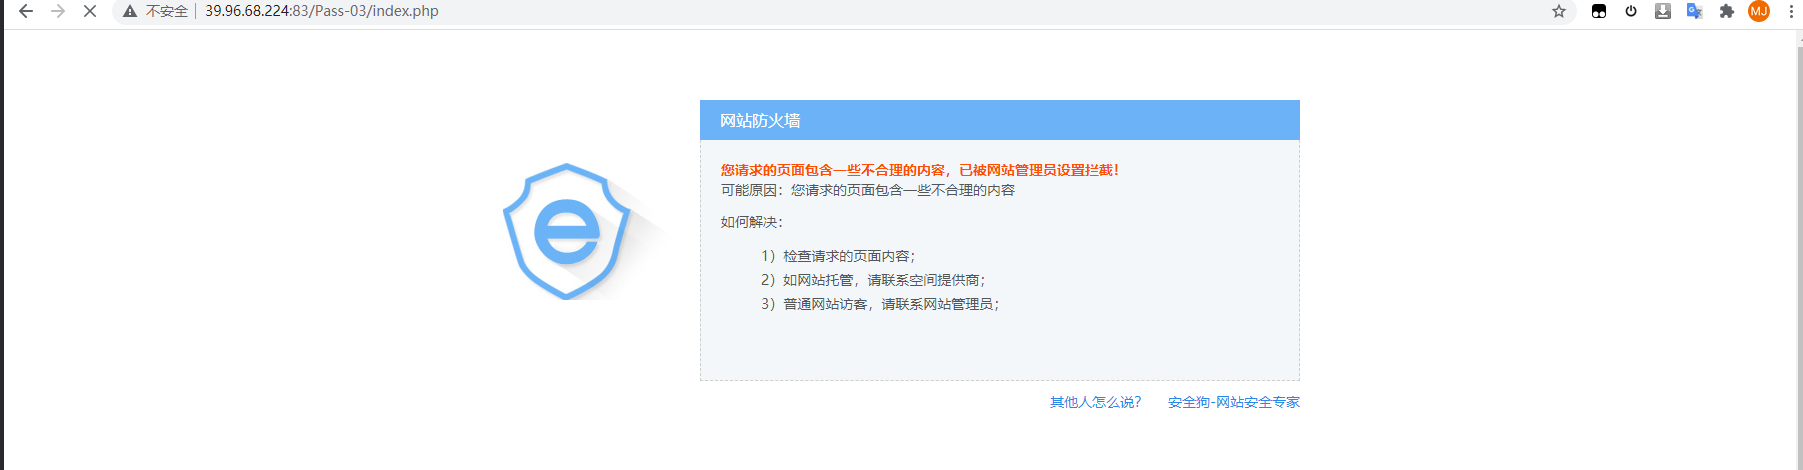 不安全 39.96.68.224:83/Pass-03/index.php
MJ
网站防火墙
您请求的页面包含一些不合理的内容，已被网站管理员设置拦截！
可能原因：您请求的页面包含一些不合理的内容
如何解决：
1）检查请求的页面内容；
2）如网站托管，请联系空间提供商；
3）普通网站访客，请联系网站管理员；
其他人怎么说？ 安全狗-网站安全专家